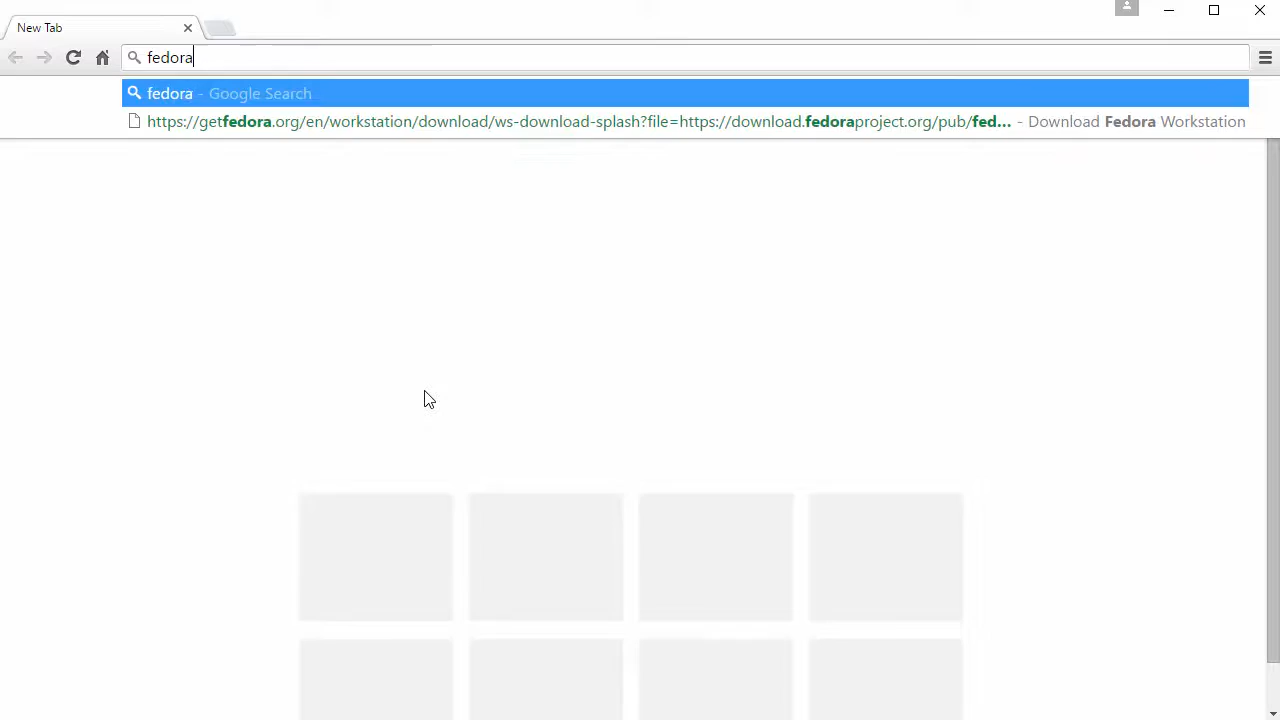 New Tab
fedora
fedora - Google Search
https://getfedora.org/en/workstation/download/ws-download-splash?file=https://download.fedoraproject.org/pub/fed... - Download Fedora Workstation